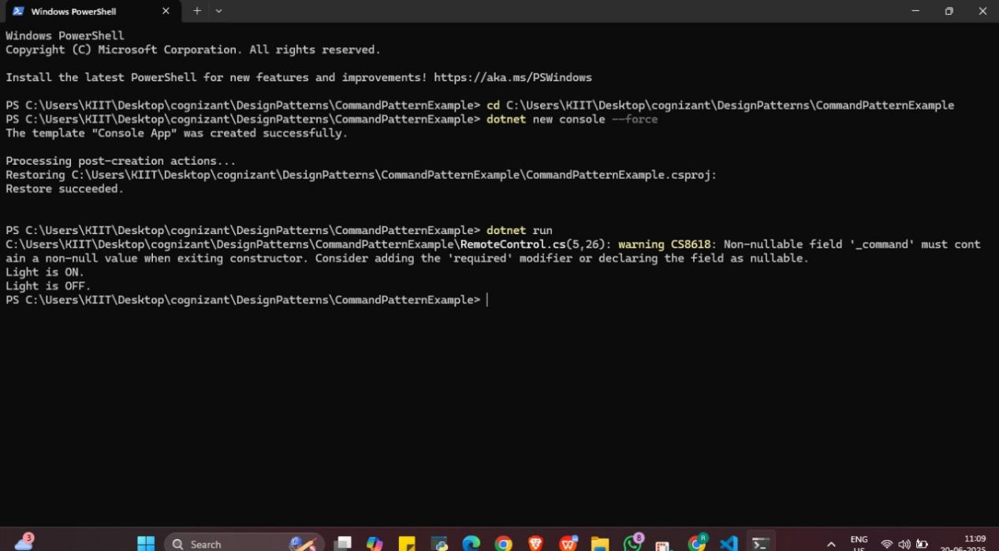 Windows PowerShell
Windows PowerShell
Copyright (C) Microsoft Corporation. All rights reserved.
Install the latest PowerShell for new features and improvements! https://aka.ms/PSWindows
PS C:\Users\KIIT\Desktop\cognizant\DesignPatterns\CommandPatternExample> cd C:\Users\KIIT\Desktop\cognizant\DesignPatterns\CommandPatternExample
PS C:\Users\KIIT\Desktop\cognizant\DesignPatterns\CommandPatternExample> dotnet new console --force
The template "Console App" was created successfully.
Processing post-creation actions...
Restoring C:\Users\KIIT\Desktop\cognizant\DesignPatterns\CommandPatternExample\CommandPatternExample.csproj:
Restore succeeded.
PS C:\Users\KIIT\Desktop\cognizant\DesignPatterns\CommandPatternExample> dotnet run
C:\Users\KIIT\Desktop\cognizant\DesignPatterns\CommandPatternExample\RemoteControl.cs(5,26): warning CS8618: Non-nullable field '_command' must cont
ain a non-null value when exiting constructor. Consider adding the 'required' modifier or declaring the field as nullable.
Light is ON.
Light is OFF.
PS C:\Users\KIIT\Desktop\cognizant\DesignPatterns\CommandPatternExample>
3
Search
8
R
ENG
US
11:09
20-06-2025